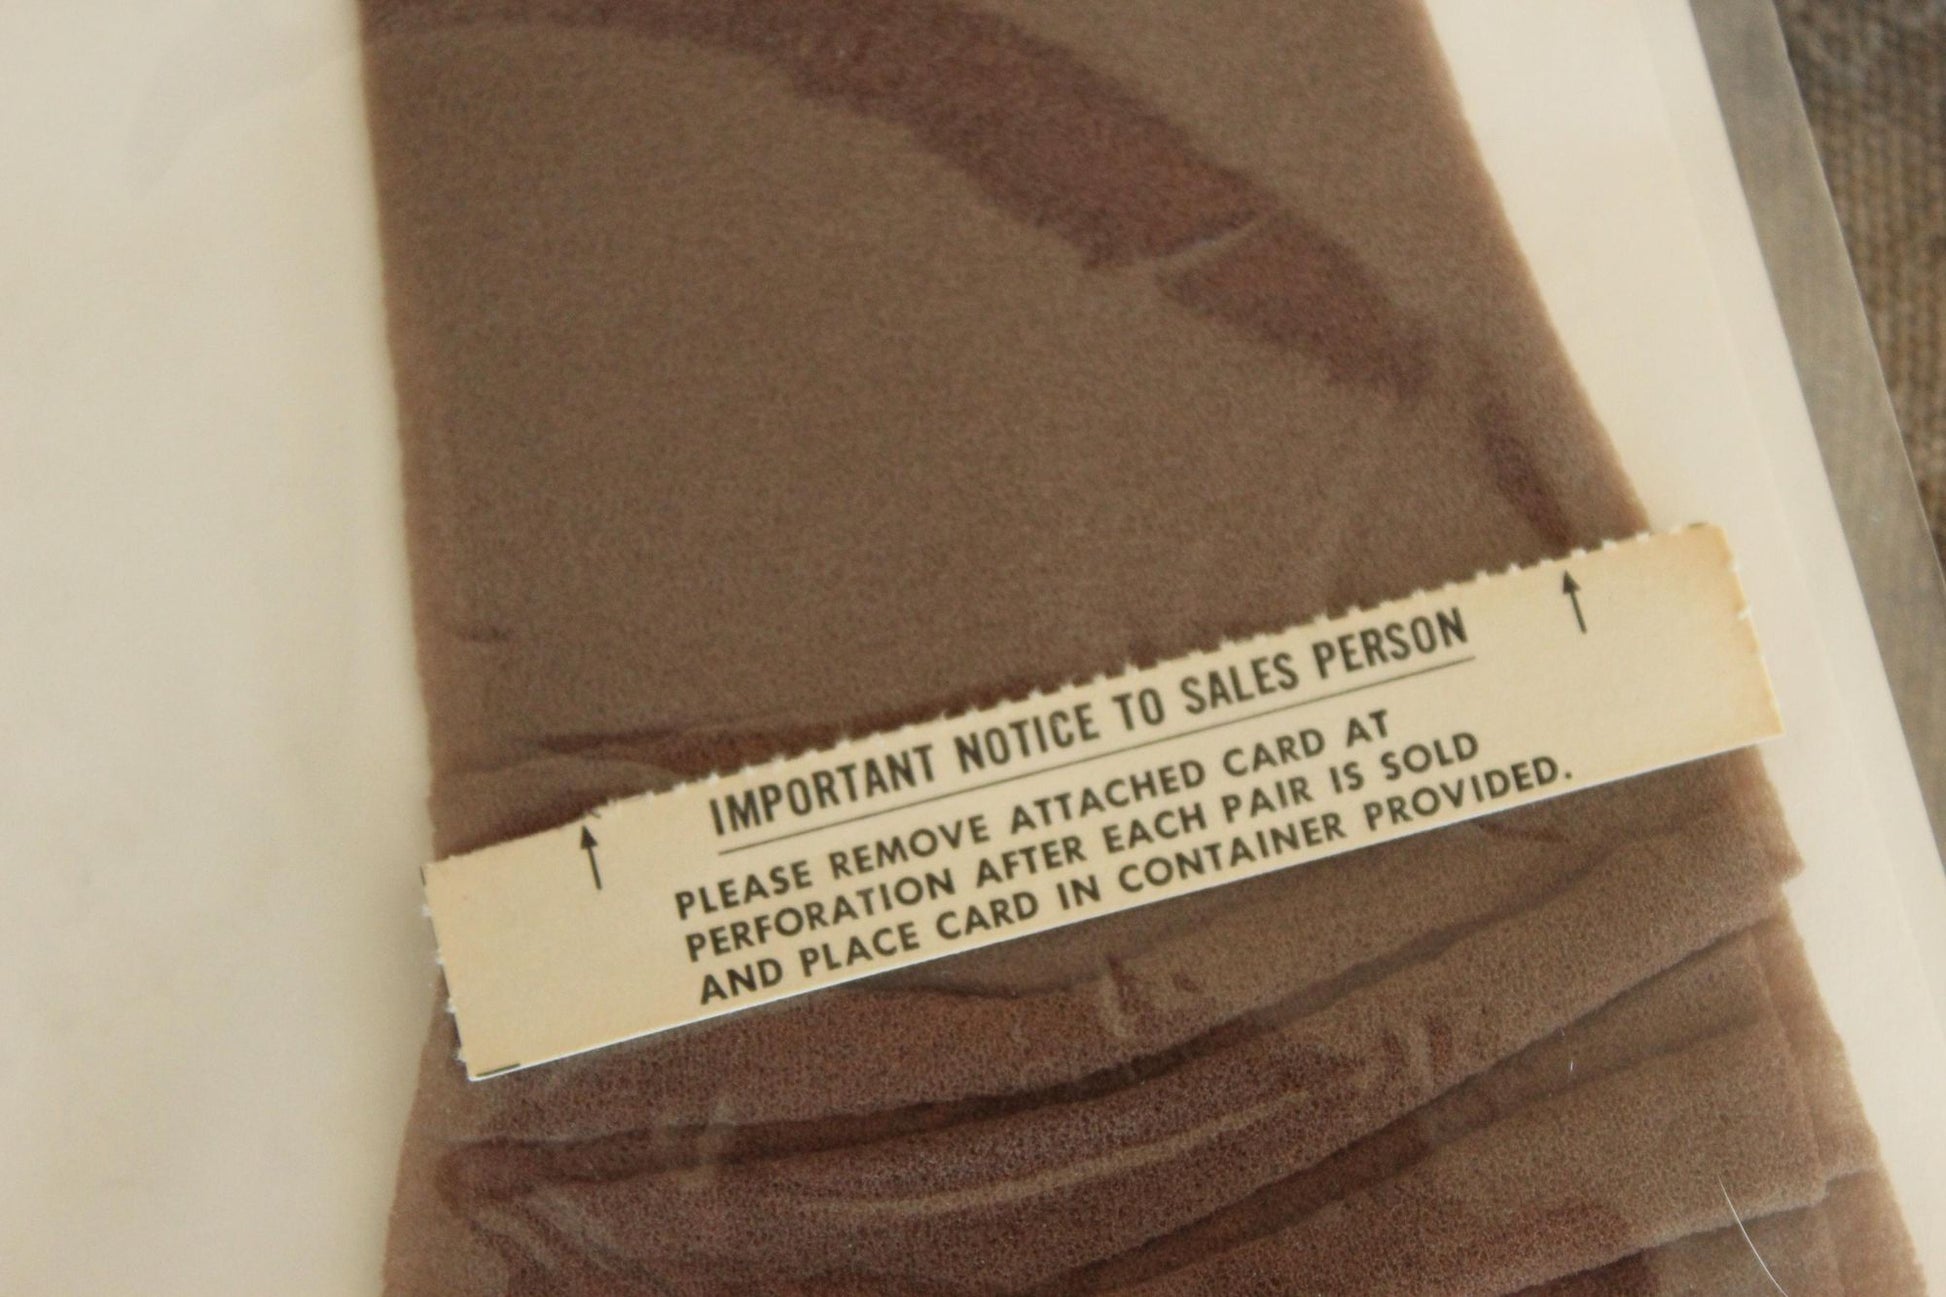 IMPORTANT NOTICE TO SALES PERSON
PLEASE REMOVE ATTACHED CARD AT
PERFORATION AFTER EACH PAIR IS SOLD
AND PLACE CARD IN CONTAINER PROVIDED.